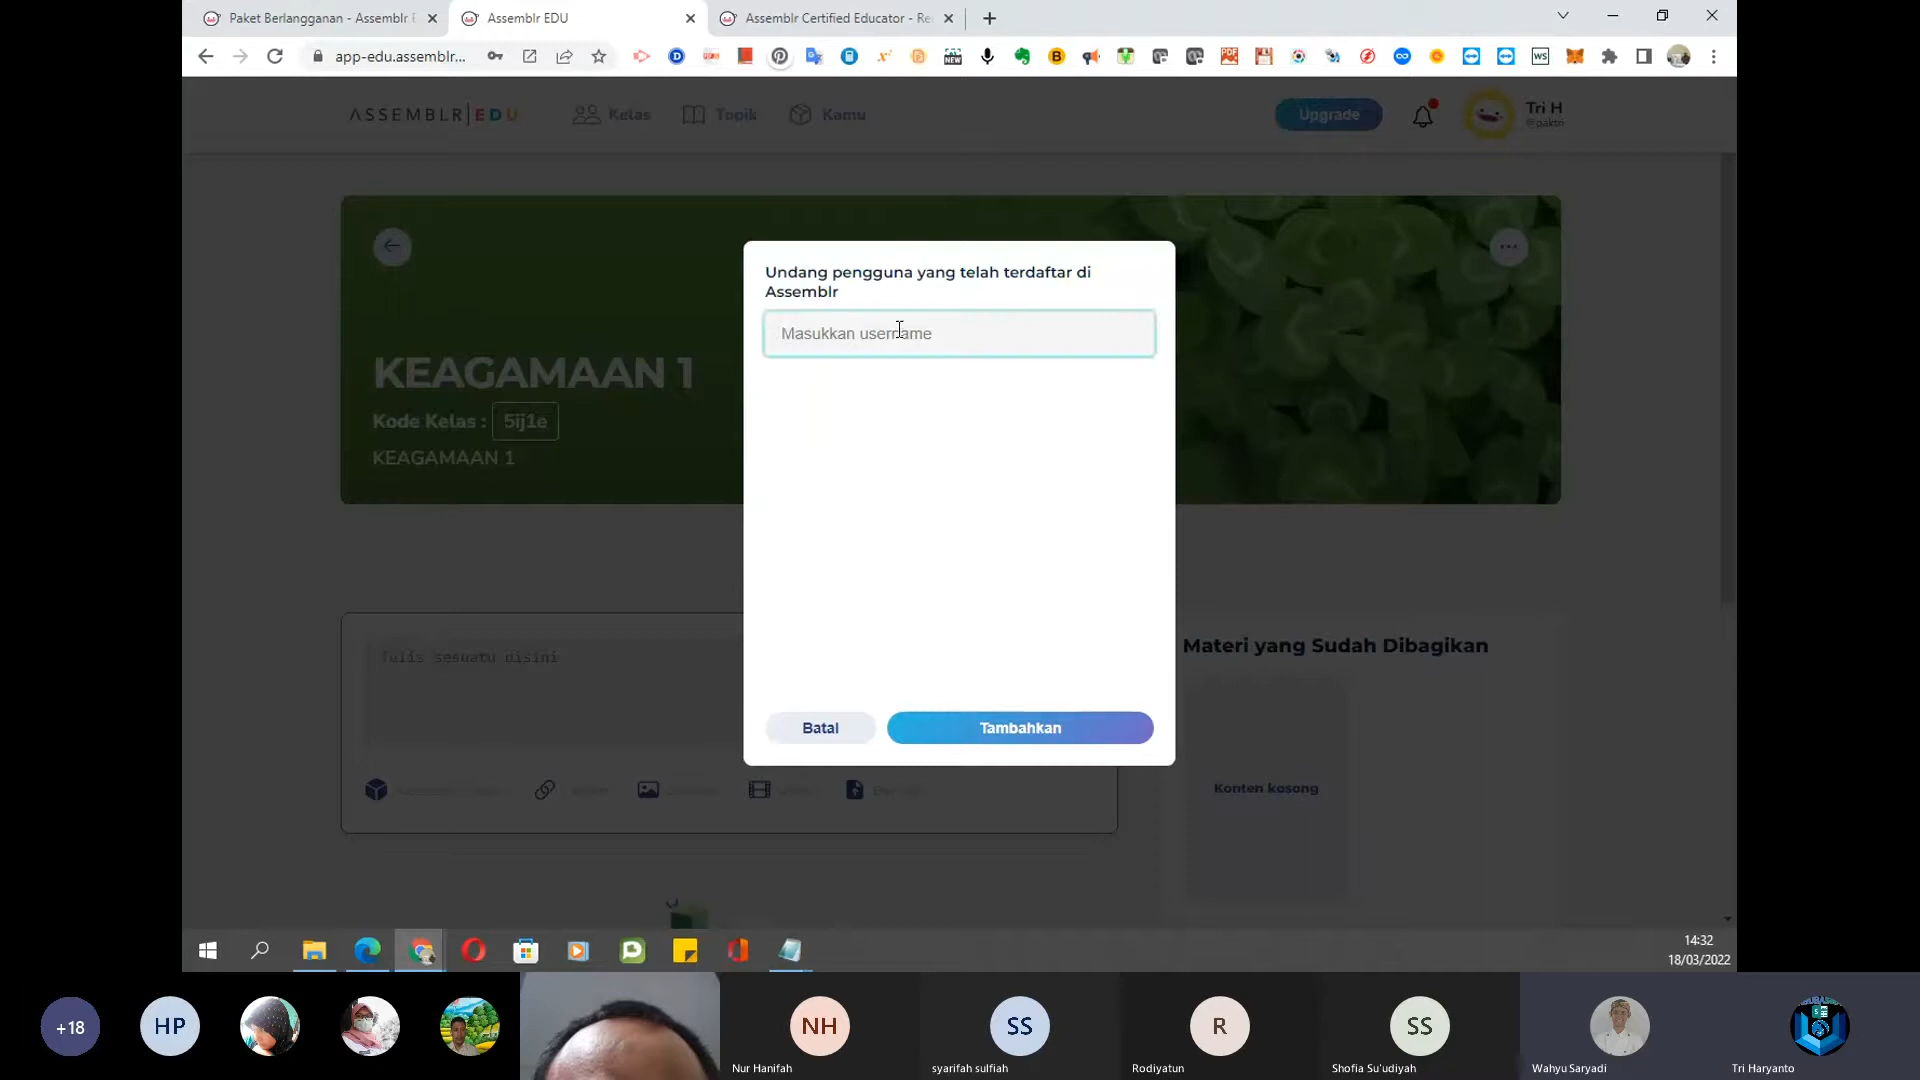 Paket Berlangganan - Assemblr E
Assemblr EDU
Assemblr Certified Educator - Re
app-edu.assemblr...
ASSEMBLR|EDU
Kelas
Topik
Kamu
Upgrade
Tri H
@paktri
Undang pengguna yang telah terdaftar di
Assemblr
Masukkan username
KEAGAMAAN 1
Kode Kelas : 5ij1e
KEAGAMAAN 1
Tulis sesuatu disini
Materi yang Sudah Dibagikan
Konten kosong
Batal
Tambahkan
14:32
18/03/2022
+18
HP
NH
SS
R
SS
Nur Hanifah
syarifah sulfiah
Rodiyatun
Shofia Su'udiyah
Wahyu Saryadi
Tri Haryanto